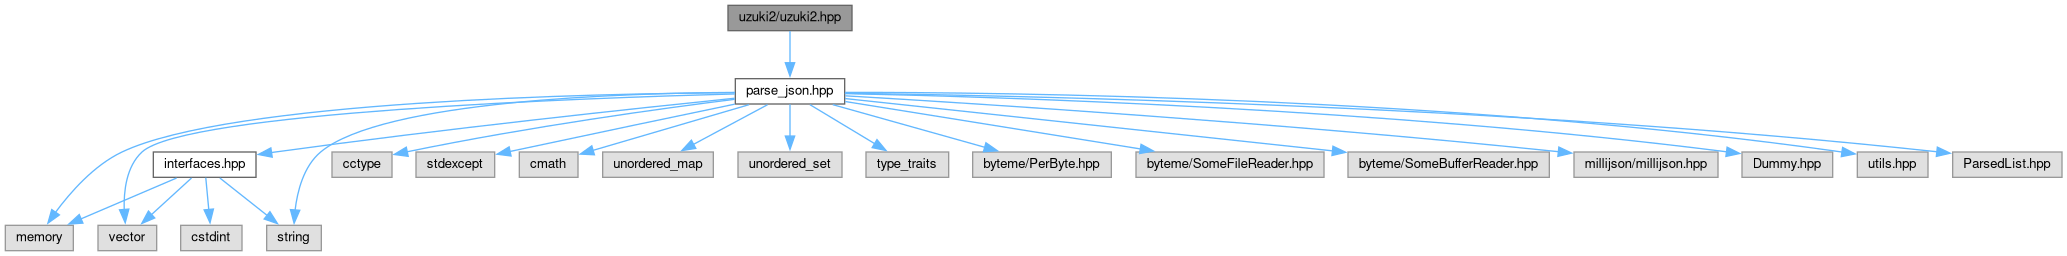 uzuki2/uzuki2.hpp
parse_json.hpp
interfaces.hpp
cctype
stdexcept
cmath
unordered_map
unordered_set
type_traits
byteme/PerByte.hpp
byteme/SomeFileReader.hpp
byteme/SomeBufferReader.hpp
millijson/millijson.hpp
Dummy.hpp
utils.hpp
ParsedList.hpp
memory
vector
cstdint
string